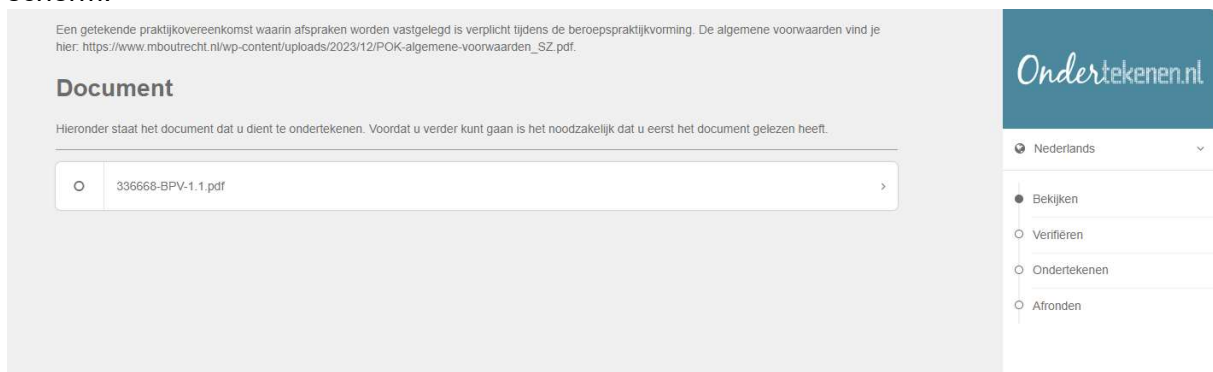 Een getekende praktijkovereenkomst waarin afspraken worden vastgelegd is verplicht tijdens de beroepspraktijkvorming. De algemene voorwaarden vind je
hier: https://www.mboutrecht.nl/wp-content/uploads/2023/12/POK-algemene-voorwaarden_SZ.pdf.
Document
Hieronder staat het document dat u dient te ondertekenen. Voordat u verder kunt gaan is het noodzakelijk dat u eerst het document gelezen heeft.
336668-BPV-1.1.pdf
Ondertekenen.nl
Nederlands
Bekijken
Verifiëren
Ondertekenen
Afronden